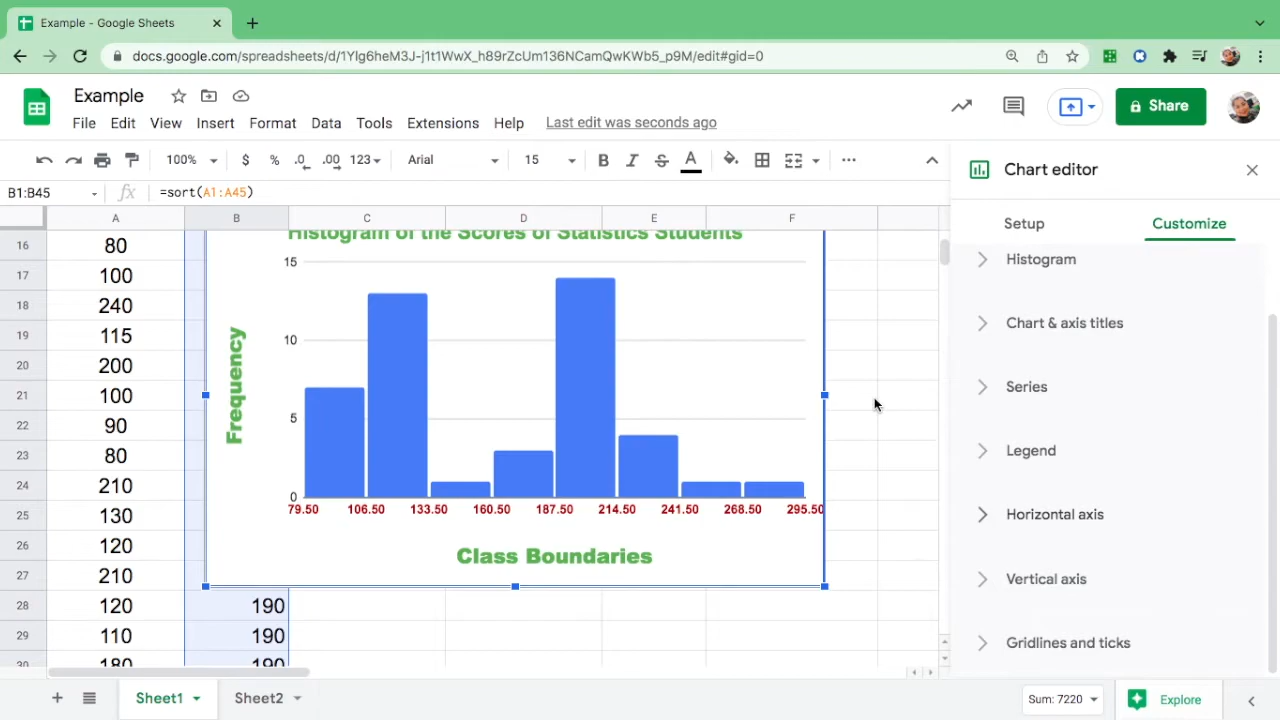 Example - Google Sheets
docs.google.com/spreadsheets/d/1YIg6heM3J-j1t1WwX_h89rZcUm136NCamQwKWb5_p9M/edit#gid=0
Example
File Edit View Insert Format Data Tools Extensions Help Last edit was seconds ago
Share
100% $ % .0 .00 123 Arial 15 B I S A
B1:B45 fx =sort(A1:A45)
Chart editor
Setup Customize
A B C D E F
16 80
17 100
18 240
19 115
20 200
21 100
22 90
23 80
24 210
25 130
26 120
27 210
28 120 190
29 110 190
30 180 190
Histogram of the Scores of Statistics Students
15
10
5
0
Frequency
79.50 106.50 133.50 160.50 187.50 214.50 241.50 268.50 295.50
Class Boundaries
Histogram
Chart & axis titles
Series
Legend
Horizontal axis
Vertical axis
Gridlines and ticks
Sheet1 Sheet2
Sum: 7220 Explore